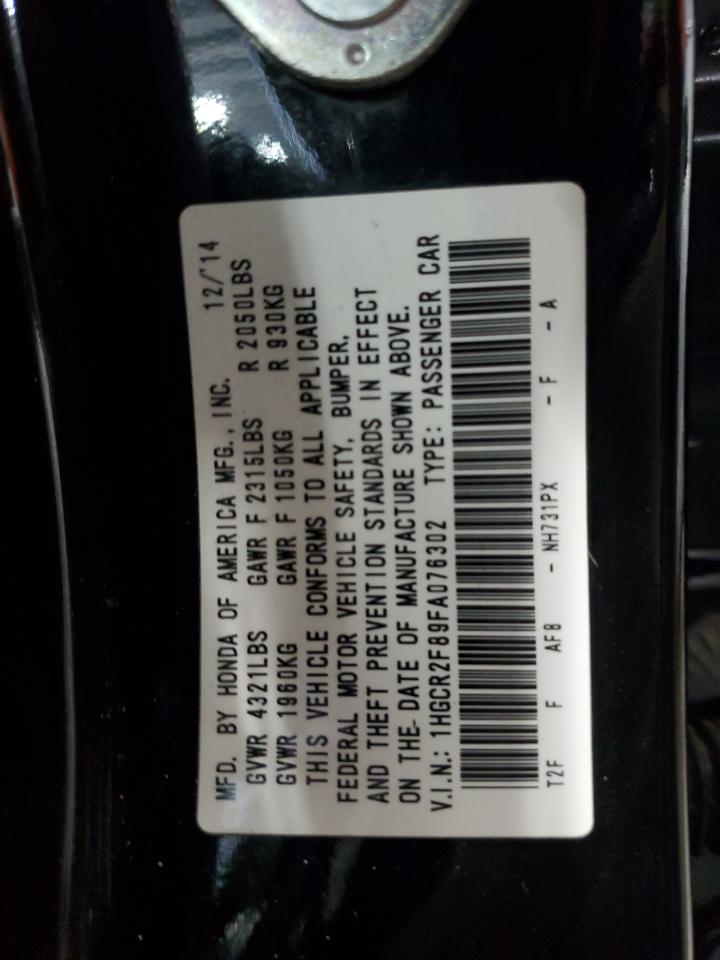 MFD. BY HONDA OF AMERICA MFG., INC. 12/'14
GVWR 4321LBS GAWR F 2315LBS R 2050LBS
GVWR 1960KG GAWR F 1050KG R 930KG
THIS VEHICLE CONFORMS TO ALL APPLICABLE
FEDERAL MOTOR VEHICLE SAFETY, BUMPER,
AND THEFT PREVENTION STANDARDS IN EFFECT
ON THE DATE OF MANUFACTURE SHOWN ABOVE.
V.I.N.: 1HGCR2F89FA076302 TYPE: PASSENGER CAR
T2F F AF8 - NH731PX - F - A